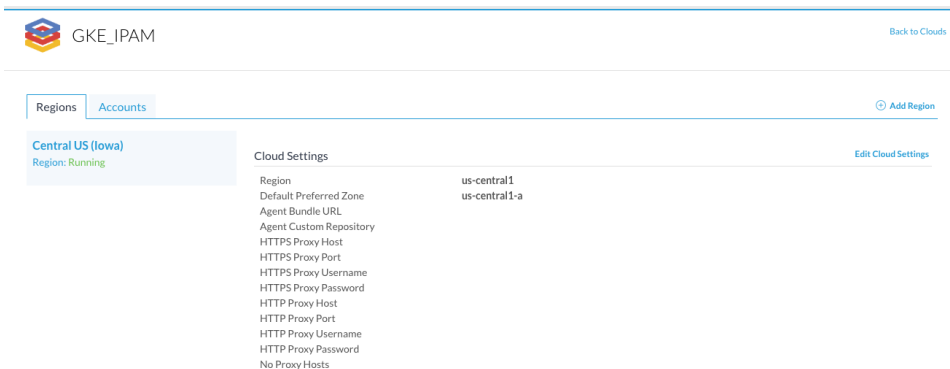 GKE_IPAM
Back to Clouds
Regions Accounts
Add Region
Central US (Iowa)
Region: Running
Cloud Settings
Edit Cloud Settings
Region us-central1
Default Preferred Zone us-central1-a
Agent Bundle URL
Agent Custom Repository
HTTPS Proxy Host
HTTPS Proxy Port
HTTPS Proxy Username
HTTPS Proxy Password
HTTP Proxy Host
HTTP Proxy Port
HTTP Proxy Username
HTTP Proxy Password
No Proxy Hosts